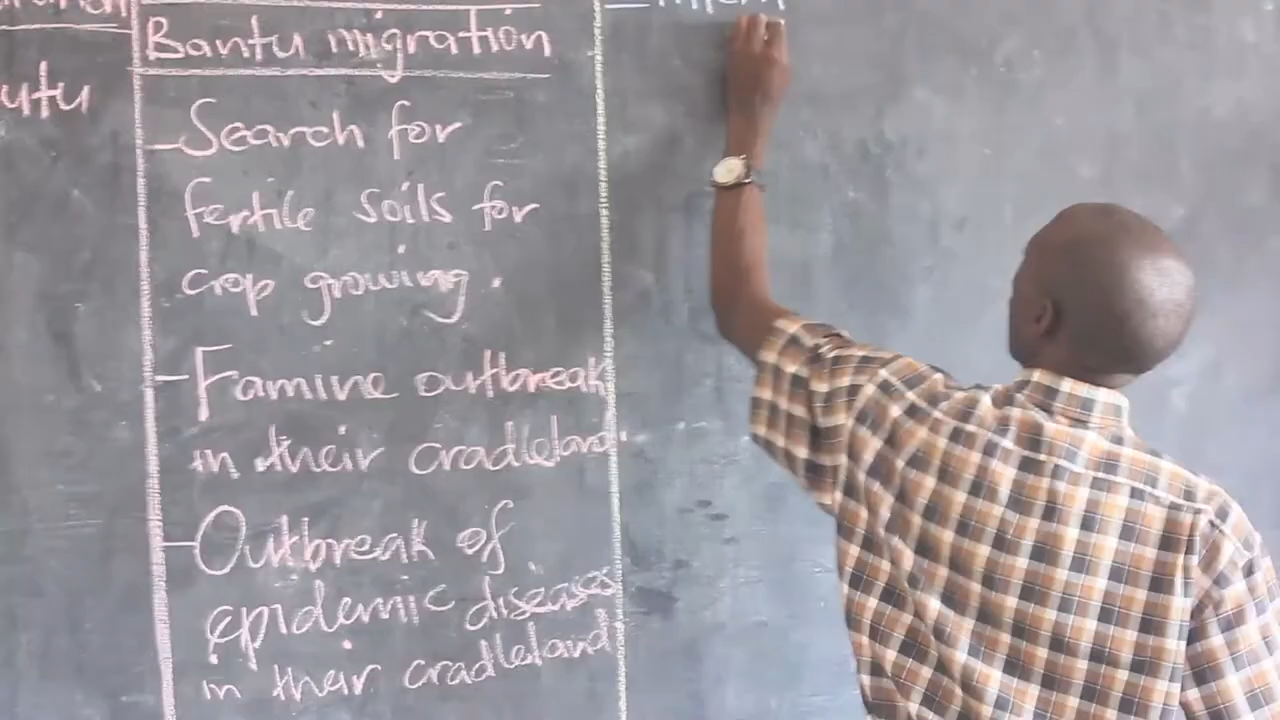 Bantu migration
- Search for
fertile soils for
crop growing.
- Famine outbreak
in their cradleland.
- Outbreak of
epidemic diseases
in their cradleland